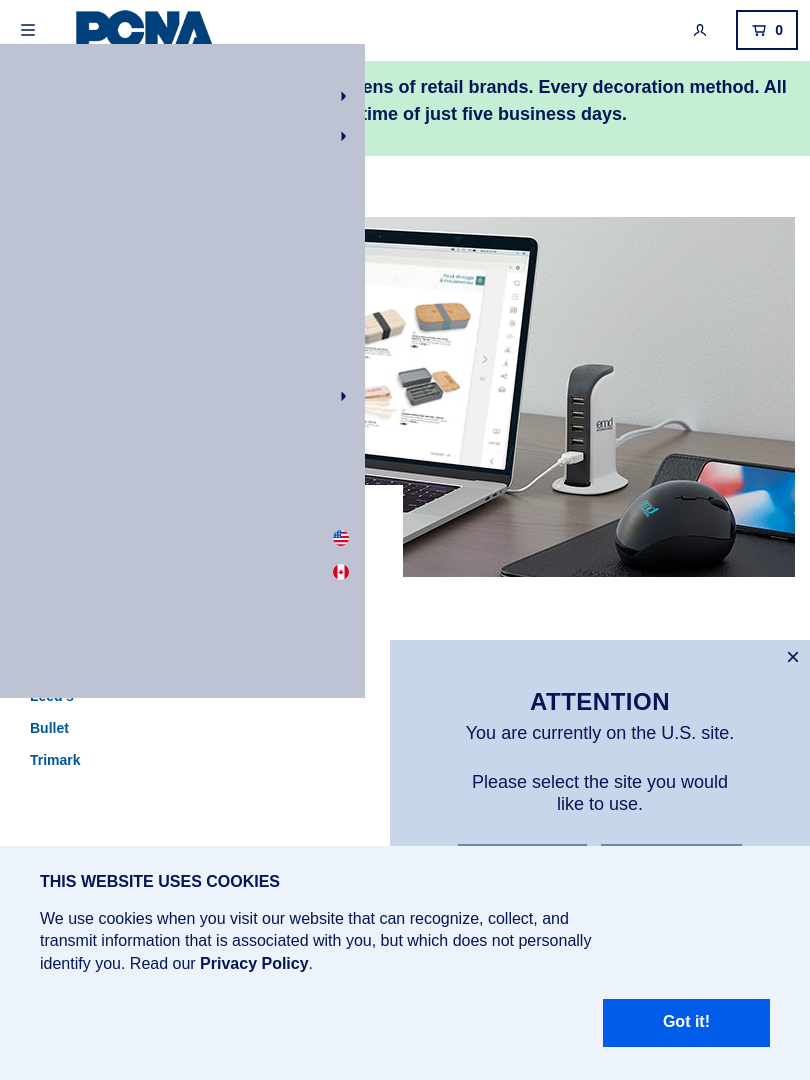 PCNA
0
ens of retail brands. Every decoration method. All
time of just five business days.
emd
emd
Bullet
Trimark
ATTENTION
You are currently on the U.S. site.
Please select the site you would
like to use.
THIS WEBSITE USES COOKIES
We use cookies when you visit our website that can recognize, collect, and
transmit information that is associated with you, but which does not personally
identify you. Read our Privacy Policy.
Got it!